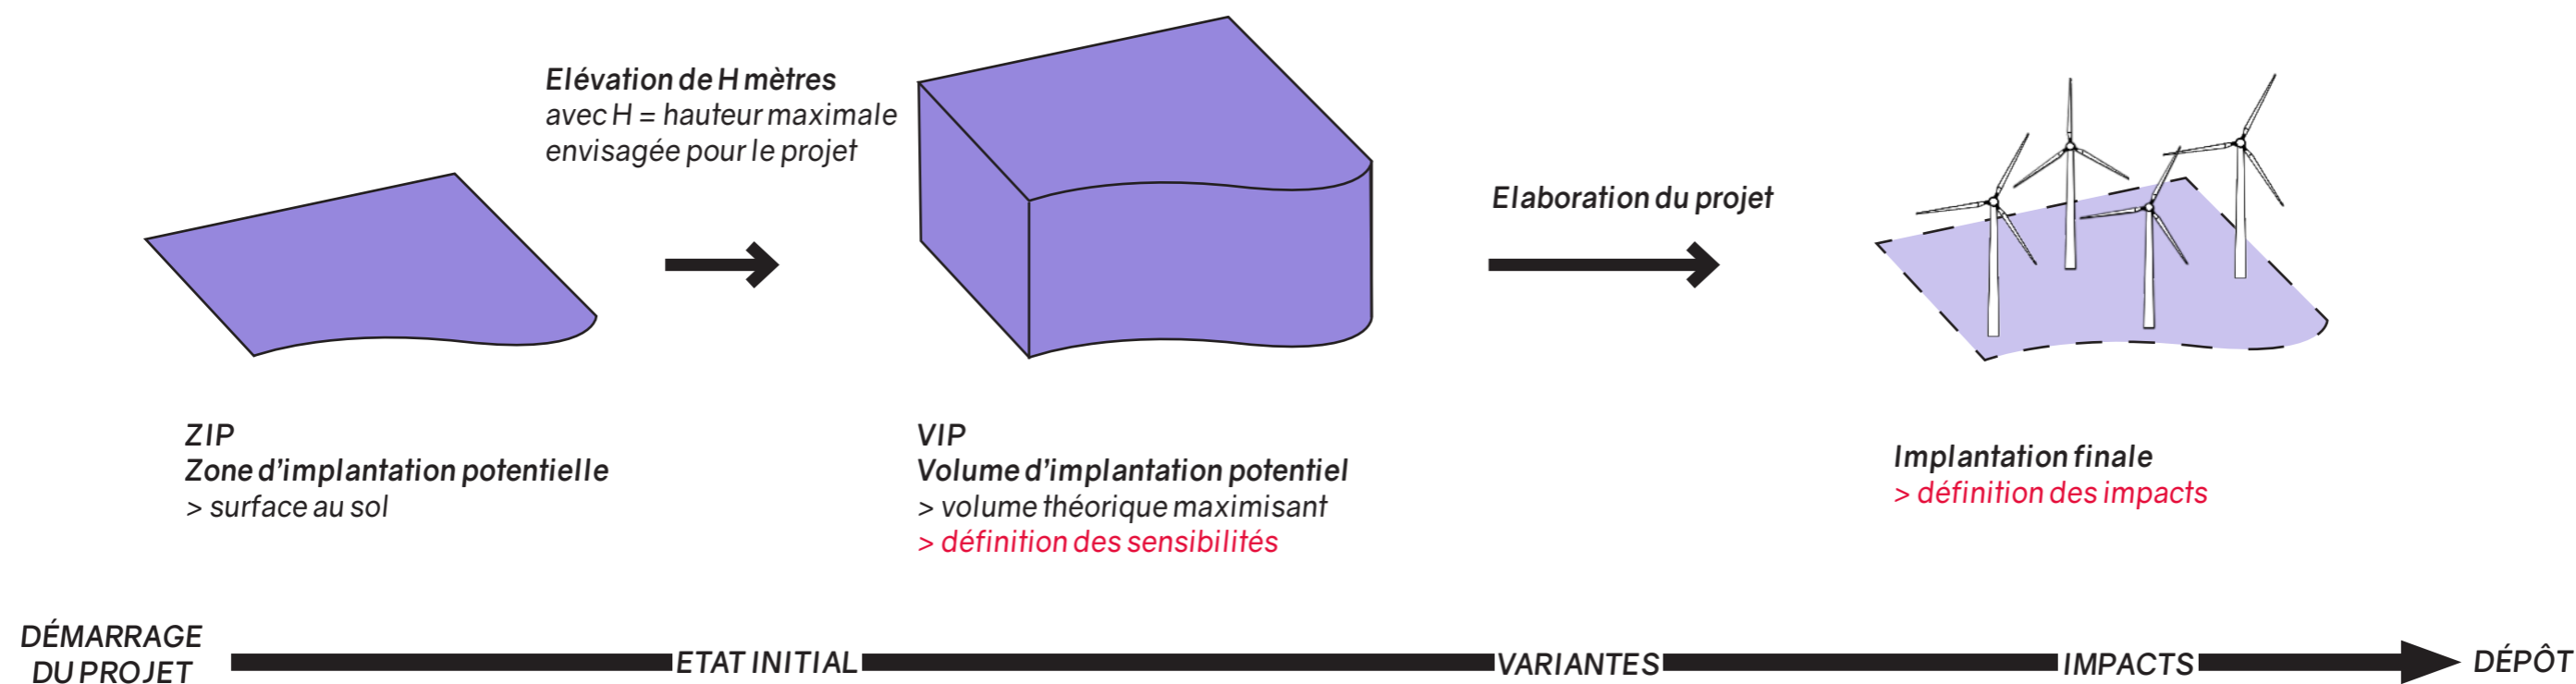 Elévation de H mètres
avec H = hauteur maximale
envisagée pour le projet
Elaboration du projet
ZIP
Zone d'implantation potentielle
> surface au sol
VIP
Volume d'implantation potentiel
> volume théorique maximisant
> définition des sensibilités
Implantation finale
> définition des impacts
DÉMARRAGE
DU PROJET
ETAT INITIAL
VARIANTES
IMPACTS
DÉPÔT